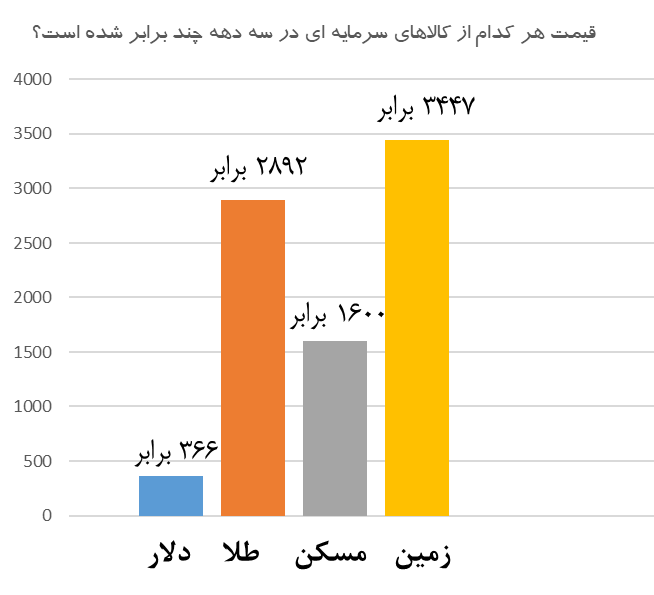 قیمت هر کدام از کالاهای سرمایه ای در سه دهه چند برابر شده است؟
4000
3500
3000
2500
2000
1500
1000
500
0
۳۶۶ برابر
۲۸۹۲ برابر
۱۶۰۰ برابر
۳۴۴۷ برابر
دلار
طلا
مسکن
زمین